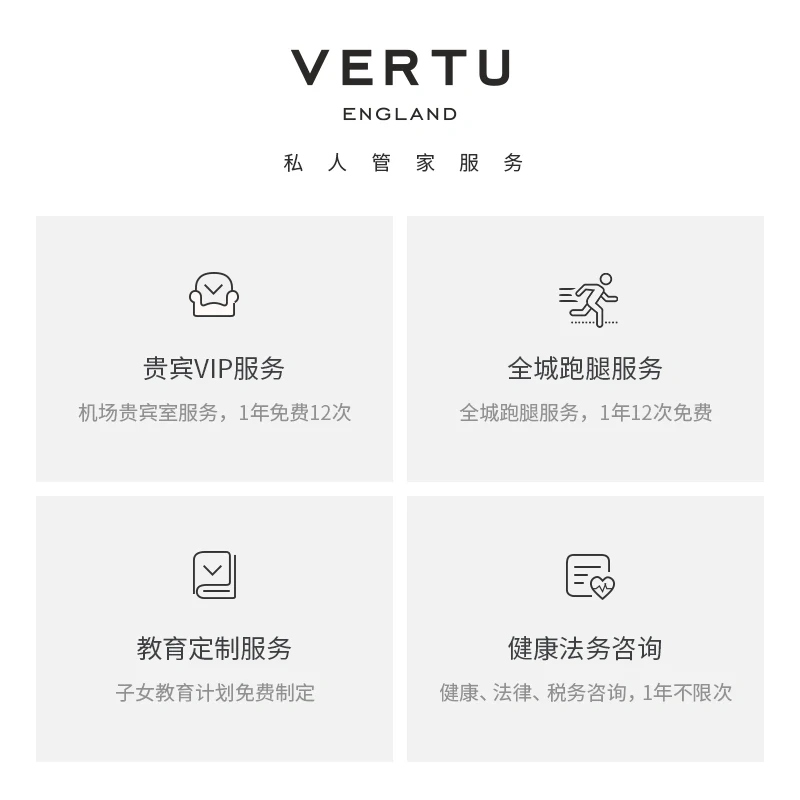 VERTU
ENGLAND
私人管家服务
贵宾VIP服务
机场贵宾室服务，1年免费12次
全城跑腿服务
全城跑腿服务，1年12次免费
教育定制服务
子女教育计划免费制定
健康法务咨询
健康、法律、税务咨询，1年不限次